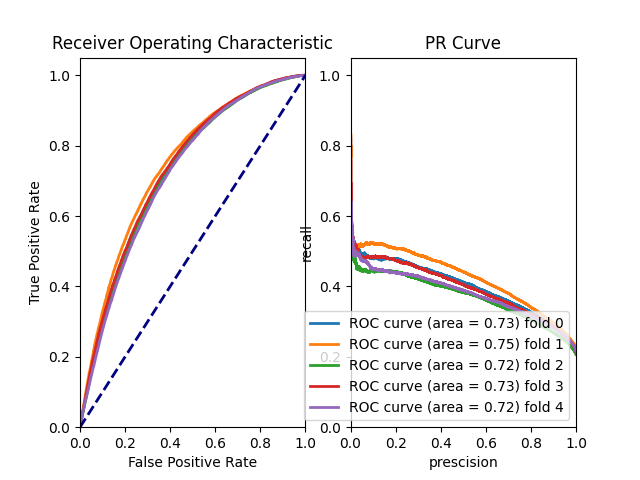 Receiver Operating Characteristic
True Positive Rate
1.0
0.8
0.6
0.4
0.2
0.0
0.0 0.2 0.4 0.6 0.8 1.0
False Positive Rate
PR Curve
recall
1.0
0.8
0.6
0.4
0.2
0.0
ROC curve (area = 0.73) fold 0
ROC curve (area = 0.75) fold 1
ROC curve (area = 0.72) fold 2
ROC curve (area = 0.73) fold 3
ROC curve (area = 0.72) fold 4
0.0 0.2 0.4 0.6 0.8 1.0
prescision